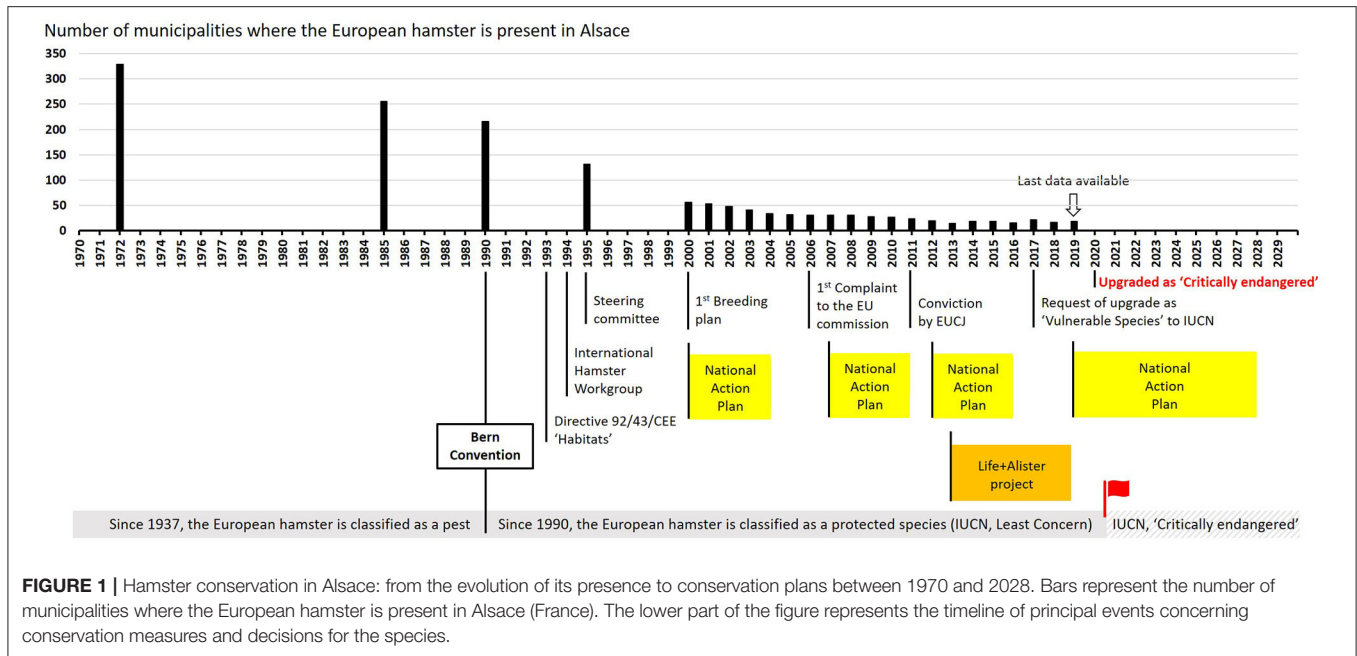 Number of municipalities where the European hamster is present in Alsace
350
300
250
200
150
100
50
0
Last data available
1970 1971 1972 1973 1974 1975 1976 1977 1978 1979 1980 1981 1982 1983 1984 1985 1986 1987 1988 1989 1990 1991 1992 1993 1994 1995 1996 1997 1998 1999 2000 2001 2002 2003 2004 2005 2006 2007 2008 2009 2010 2011 2012 2013 2014 2015 2016 2017 2018 2019 2020 2021 2022 2023 2024 2025 2026 2027 2028 2029
Upgraded as ‘Critically endangered’
Steering
committee
1st Breeding
plan
1st Complaint
to the EU
commission
Conviction
by EUCJ
Request of upgrade as
‘Vulnerable Species’ to IUCN
International
Hamster
Workgroup
National
Action
Plan
National
Action
Plan
National
Action
Plan
National
Action
Plan
Directive 92/43/CEE
‘Habitats’
Bern
Convention
Life+Alister
project
Since 1937, the European hamster is classified as a pest
Since 1990, the European hamster is classified as a protected species (IUCN, Least Concern)
IUCN, ‘Critically endangered’
FIGURE 1 | Hamster conservation in Alsace: from the evolution of its presence to conservation plans between 1970 and 2028. Bars represent the number of
municipalities where the European hamster is present in Alsace (France). The lower part of the figure represents the timeline of principal events concerning
conservation measures and decisions for the species.